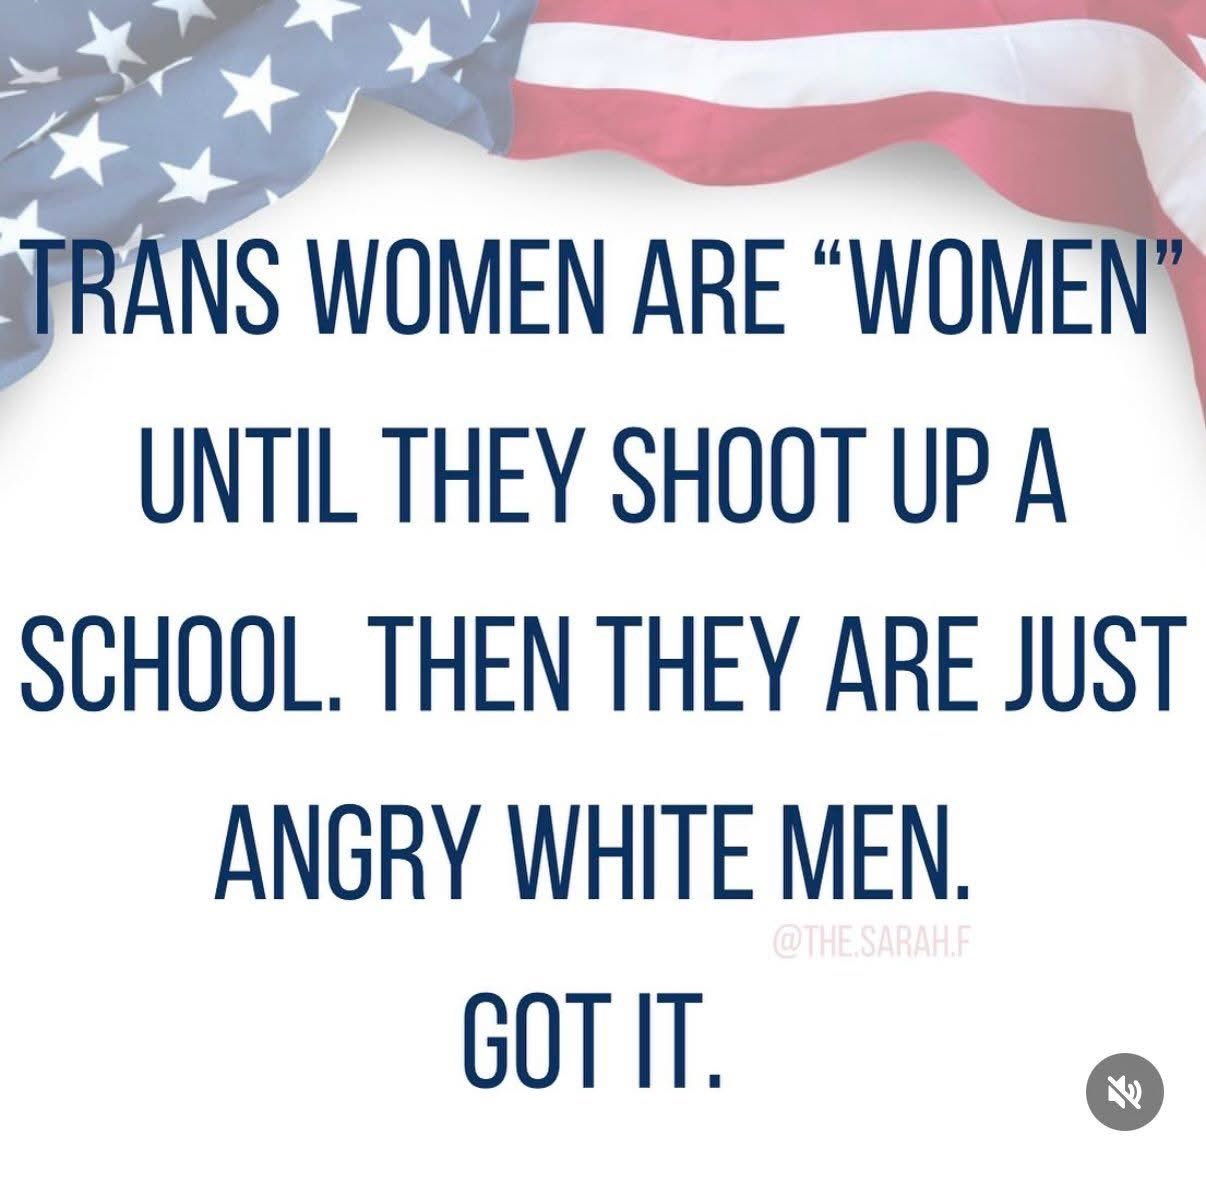 TRANS WOMEN ARE “WOMEN”
UNTIL THEY SHOOT UP A
SCHOOL. THEN THEY ARE JUST
ANGRY WHITE MEN.
@THE.SARAH.F
GOT IT.